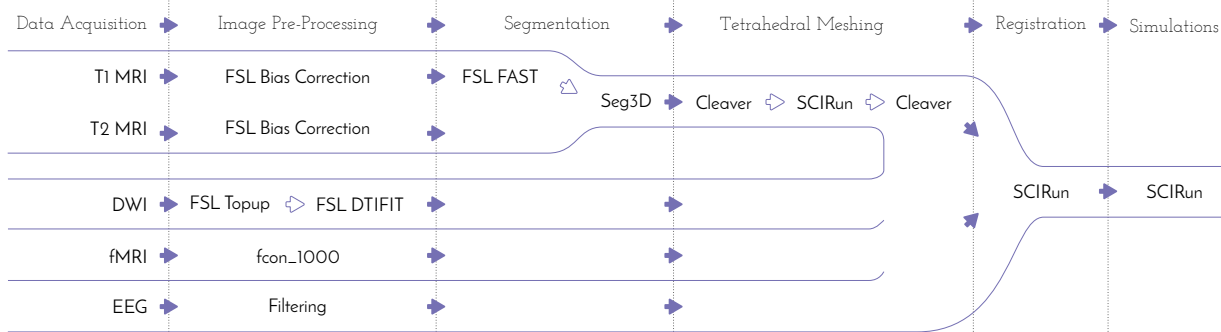 Data Acquisition Image Pre-Processing Segmentation Tetrahedral Meshing Registration Simulations
T1 MRI FSL Bias Correction FSL FAST
Seg3D Cleaver SCIRun Cleaver
T2 MRI FSL Bias Correction
DWI FSL Topup FSL DTIFIT
SCIRun SCIRun
fMRI fcon_1000
EEG Filtering